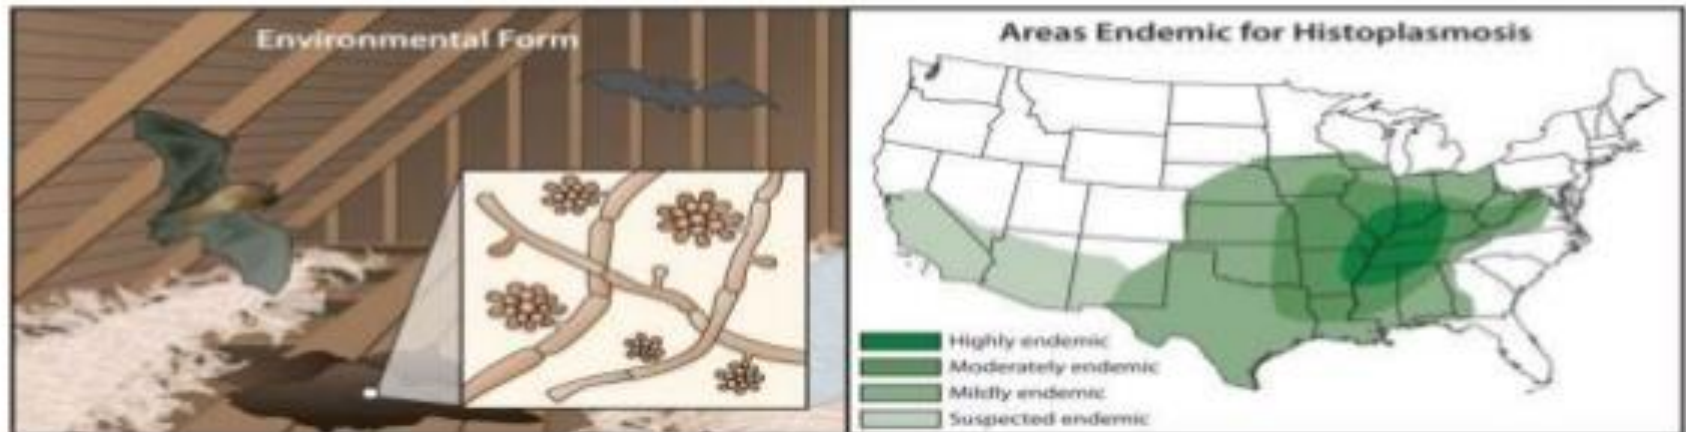 Environmental Form
Areas Endemic for Histoplasmosis
Highly endemic
Moderately endemic
Mildly endemic
Suspected endemic